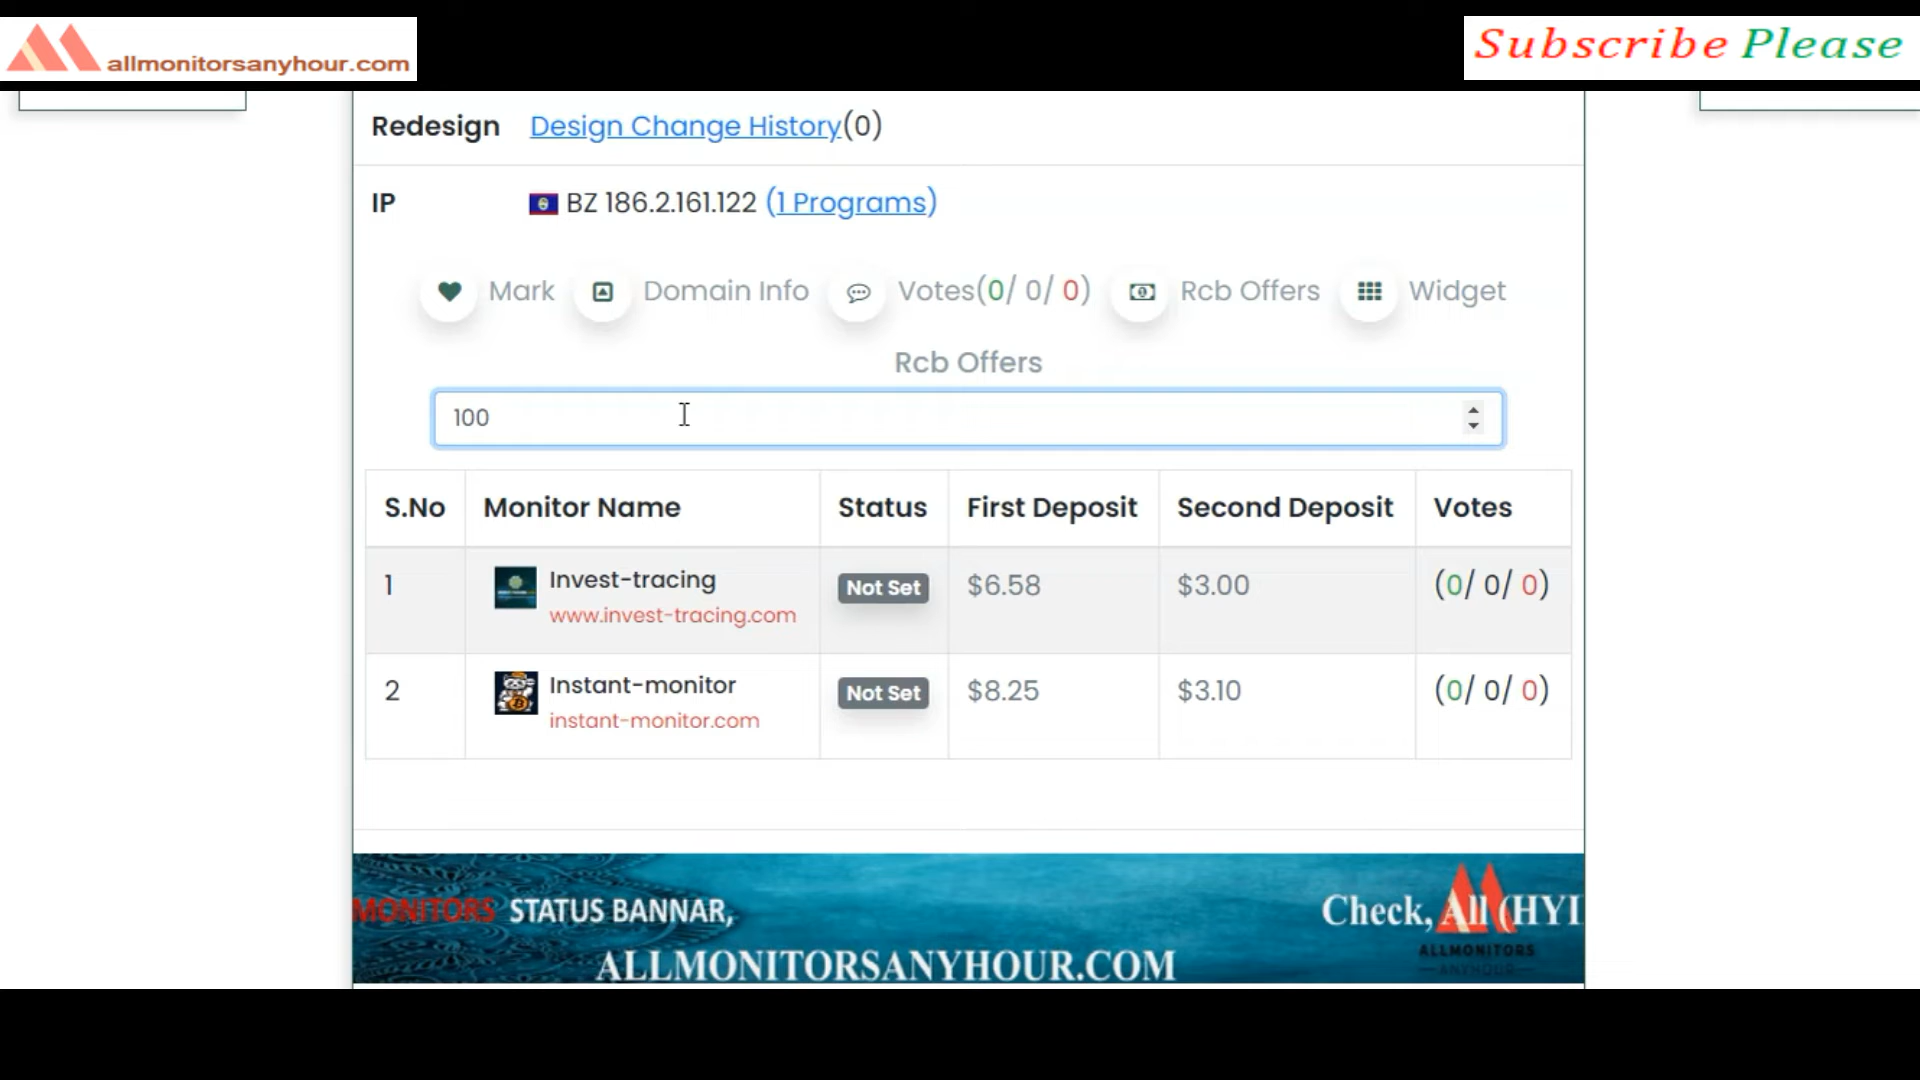 allmonitorsanyhour.com
Subscribe Please
Redesign Design Change History(0)
IP BZ 186.2.161.122 (1 Programs)
Mark Domain Info Votes(0/ 0/ 0) Rcb Offers Widget
Rcb Offers
100
S.No Monitor Name Status First Deposit Second Deposit Votes
1 Invest-tracing Not Set $6.58 $3.00 (0/ 0/ 0)
www.invest-tracing.com
2 Instant-monitor Not Set $8.25 $3.10 (0/ 0/ 0)
instant-monitor.com
MONITORS STATUS BANNAR, Check, All (HYI
ALLMONITORS
ANYHOUR
ALLMONITORSANYHOUR.COM